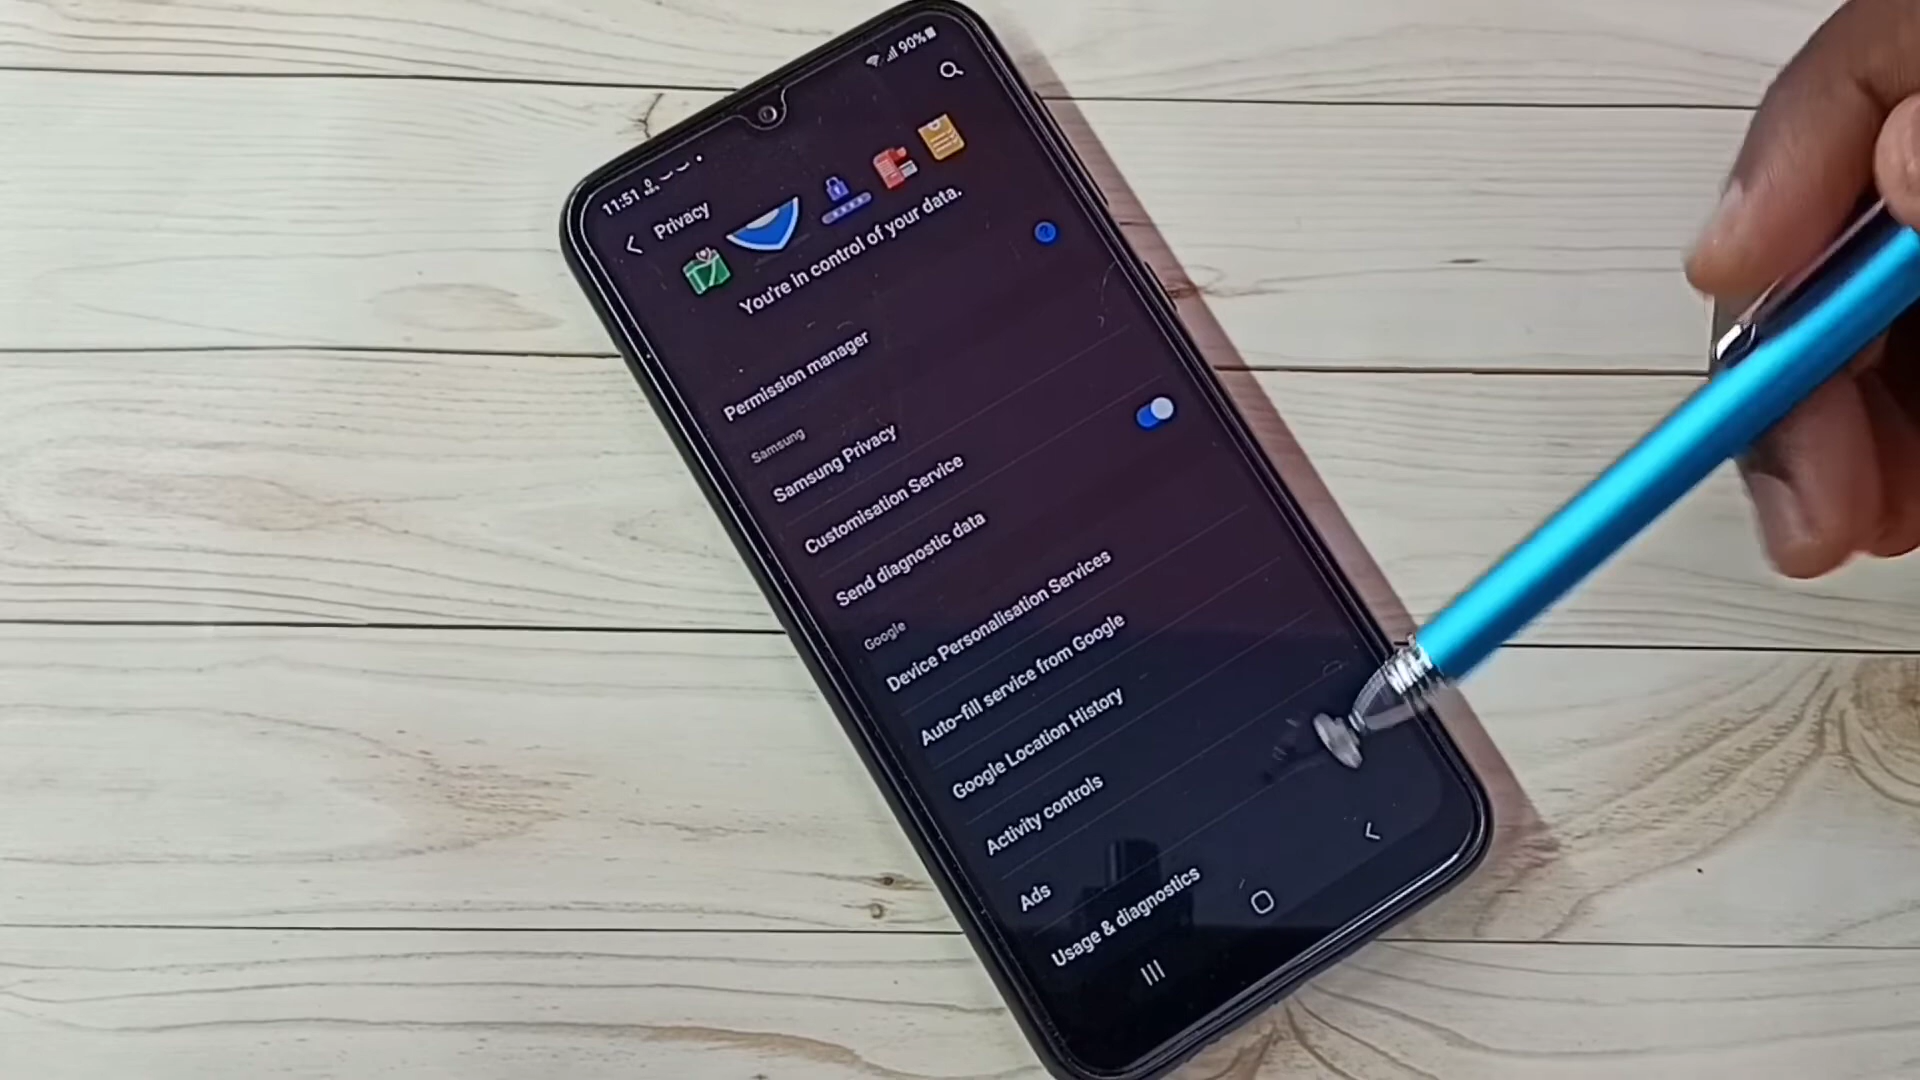 11:51
90%
Privacy
You're in control of your data.
Permission manager
Samsung
Samsung Privacy
Customisation Service
Send diagnostic data
Google
Device Personalisation Services
Auto-fill service from Google
Google Location History
Activity controls
Ads
Usage & diagnostics